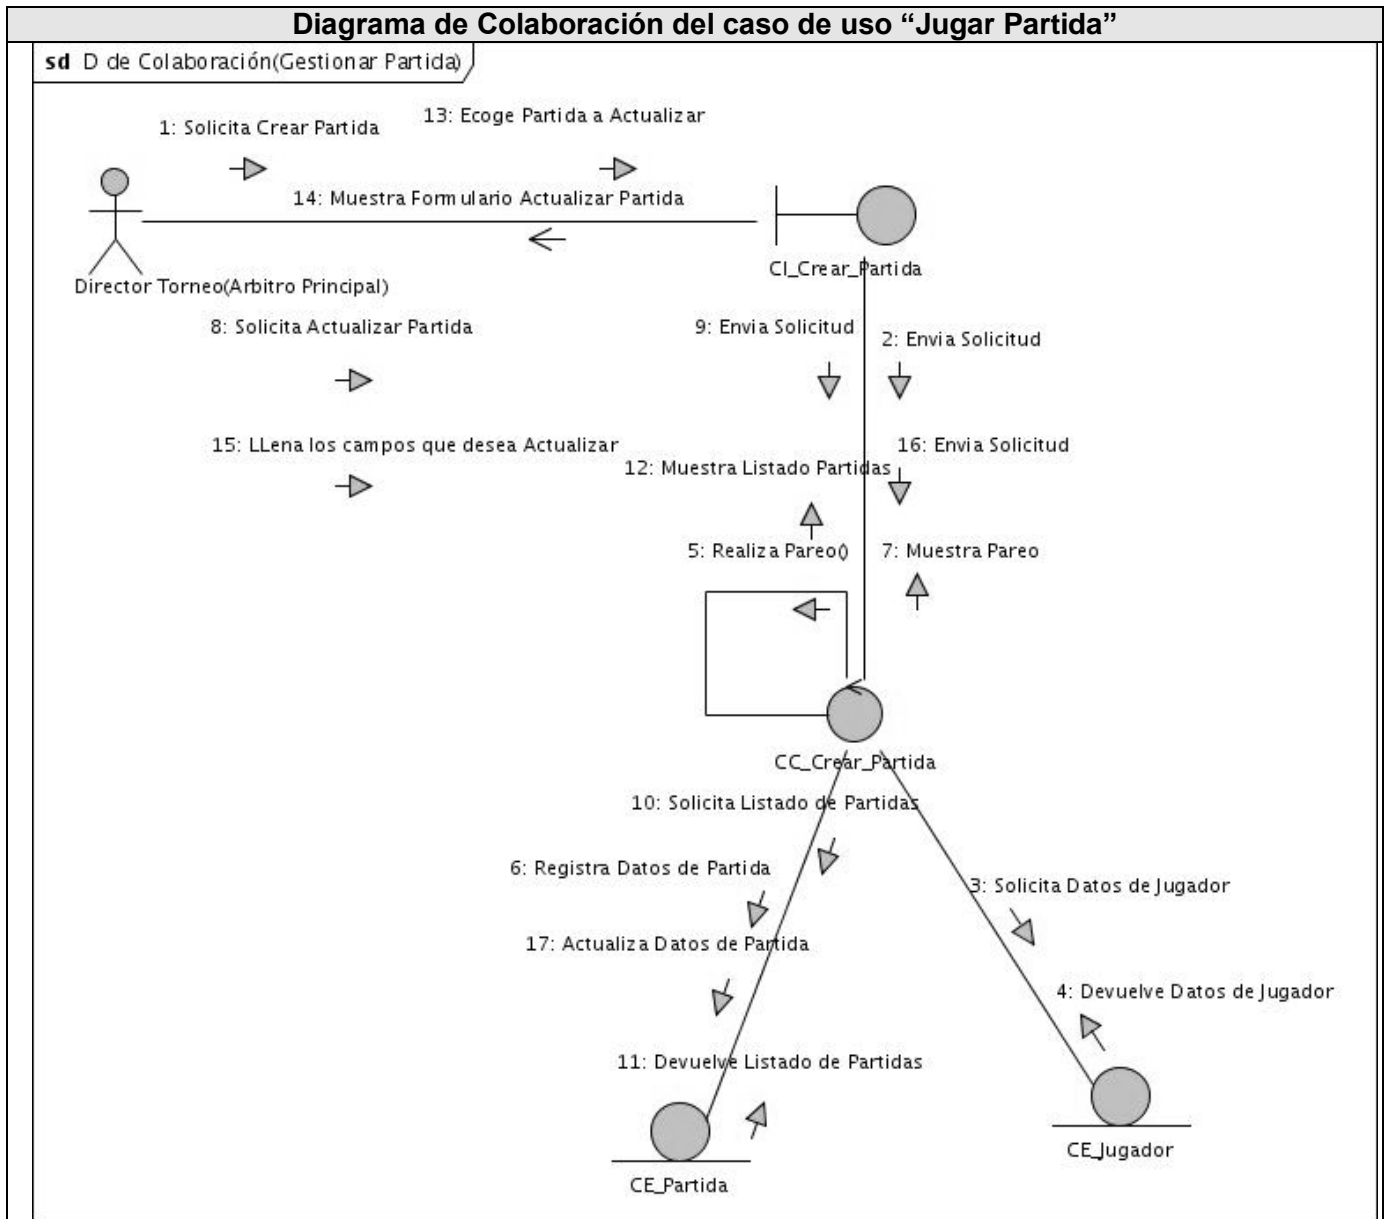 Diagrama de Colaboración del caso de uso “Jugar Partida”
sd D de Colaboración(Gestionar Partida)
13: Ecoge Partida a Actualizar
1: Solicita Crear Partida
14: Muestra Formulario Actualizar Partida
CI_Crear_Partida
Director Torneo(Arbitro Principal)
8: Solicita Actualizar Partida
9: Envia Solicitud
2: Envia Solicitud
15: LLena los campos que desea Actualizar
16: Envia Solicitud
12: Muestra Listado Partidas
5: Realiza Pareo()
7: Muestra Pareo
CC_Crear_Partida
10: Solicita Listado de Partidas
6: Registra Datos de Partida
3: Solicita Datos de Jugador
17: Actualiza Datos de Partida
4: Devuelve Datos de Jugador
11: Devuelve Listado de Partidas
CE_Jugador
CE_Partida